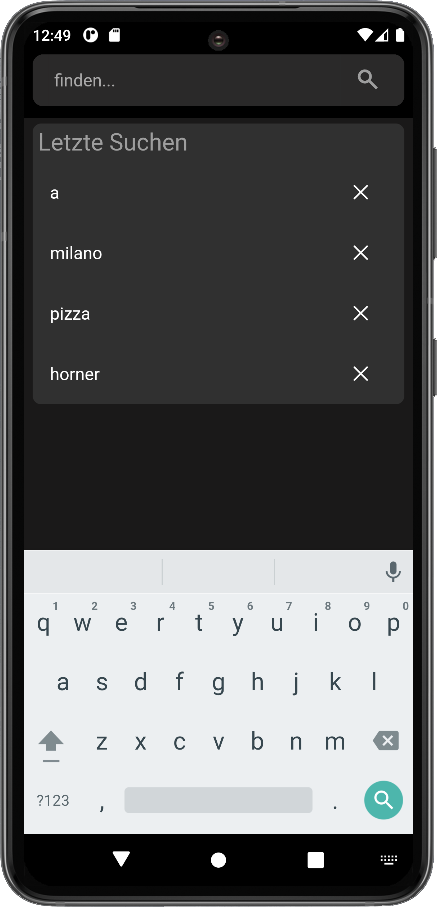 12:49
finden...
Letzte Suchen
a
milano
pizza
horner
1 2 3 4 5 6 7 8 9 0
q w e r t y u i o p
a s d f g h j k l
z x c v b n m
?123 , .